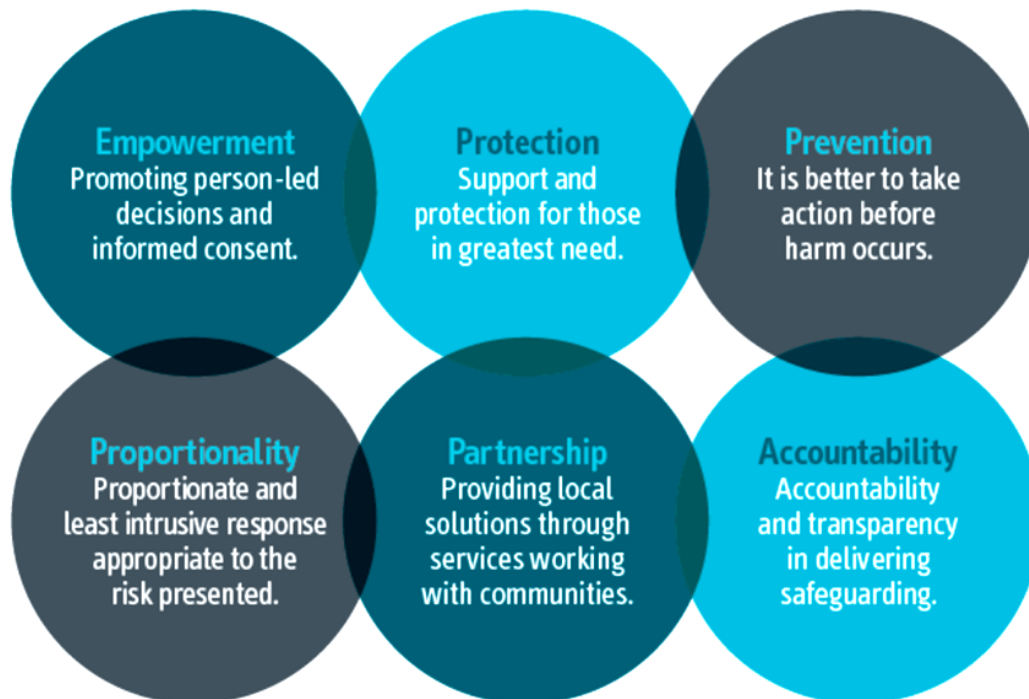 Empowerment
Promoting person-led
decisions and
informed consent.
Protection
Support and
protection for those
in greatest need.
Prevention
It is better to take
action before
harm occurs.
Proportionality
Proportionate and
least intrusive response
appropriate to the
risk presented.
Partnership
Providing local
solutions through
services working
with communities.
Accountability
Accountability
and transparency
in delivering
safeguarding.